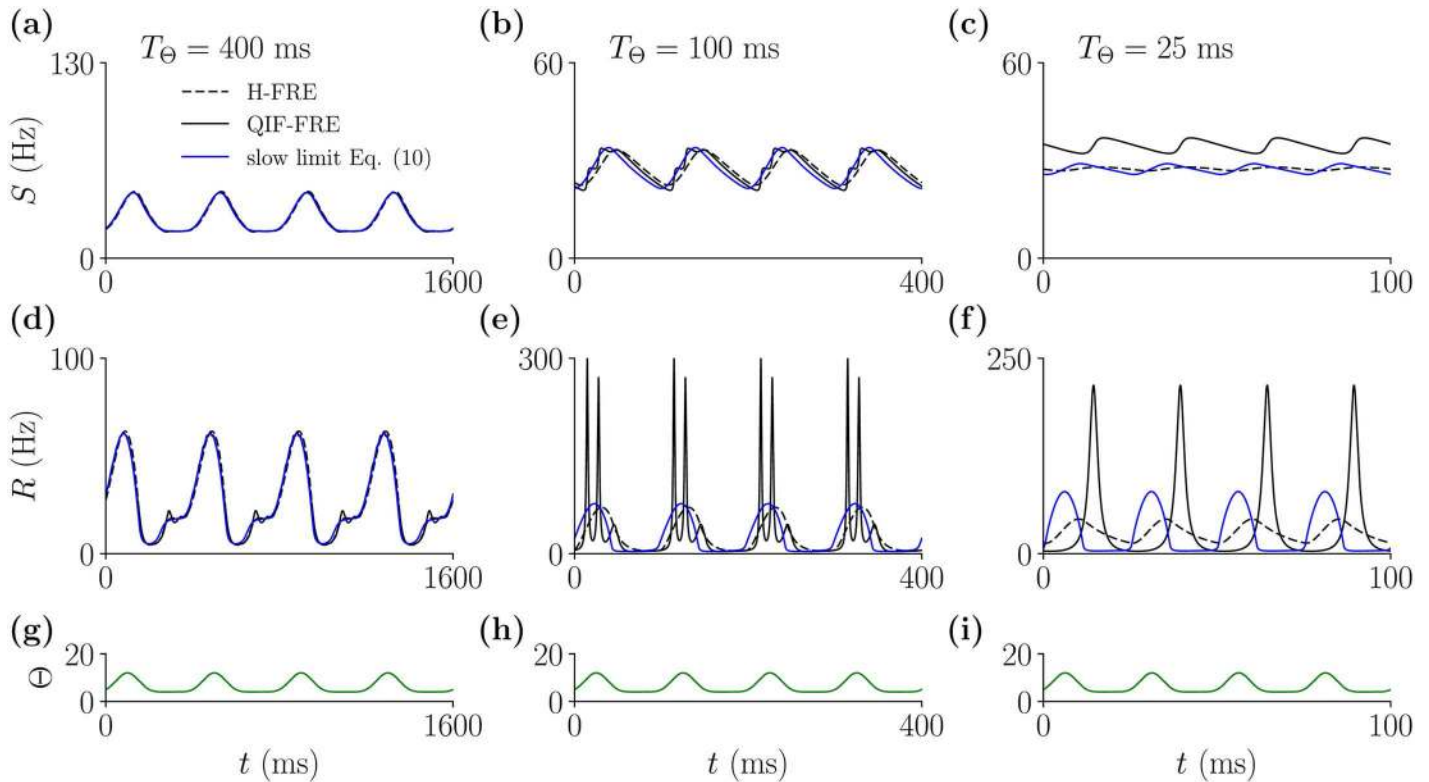 (a) (b) (c)
T_Θ = 400 ms T_Θ = 100 ms T_Θ = 25 ms
130 60 60
H-FRE
QIF-FRE
slow limit Eq. (10)
S (Hz)
0 0 0
0 1600 0 400 0 100
(d) (e) (f)
100 300 250
R (Hz)
0 0 0
0 1600 0 400 0 100
(g) (h) (i)
20 20 20
Θ
0 0 0
0 1600 0 400 0 100
t (ms) t (ms) t (ms)